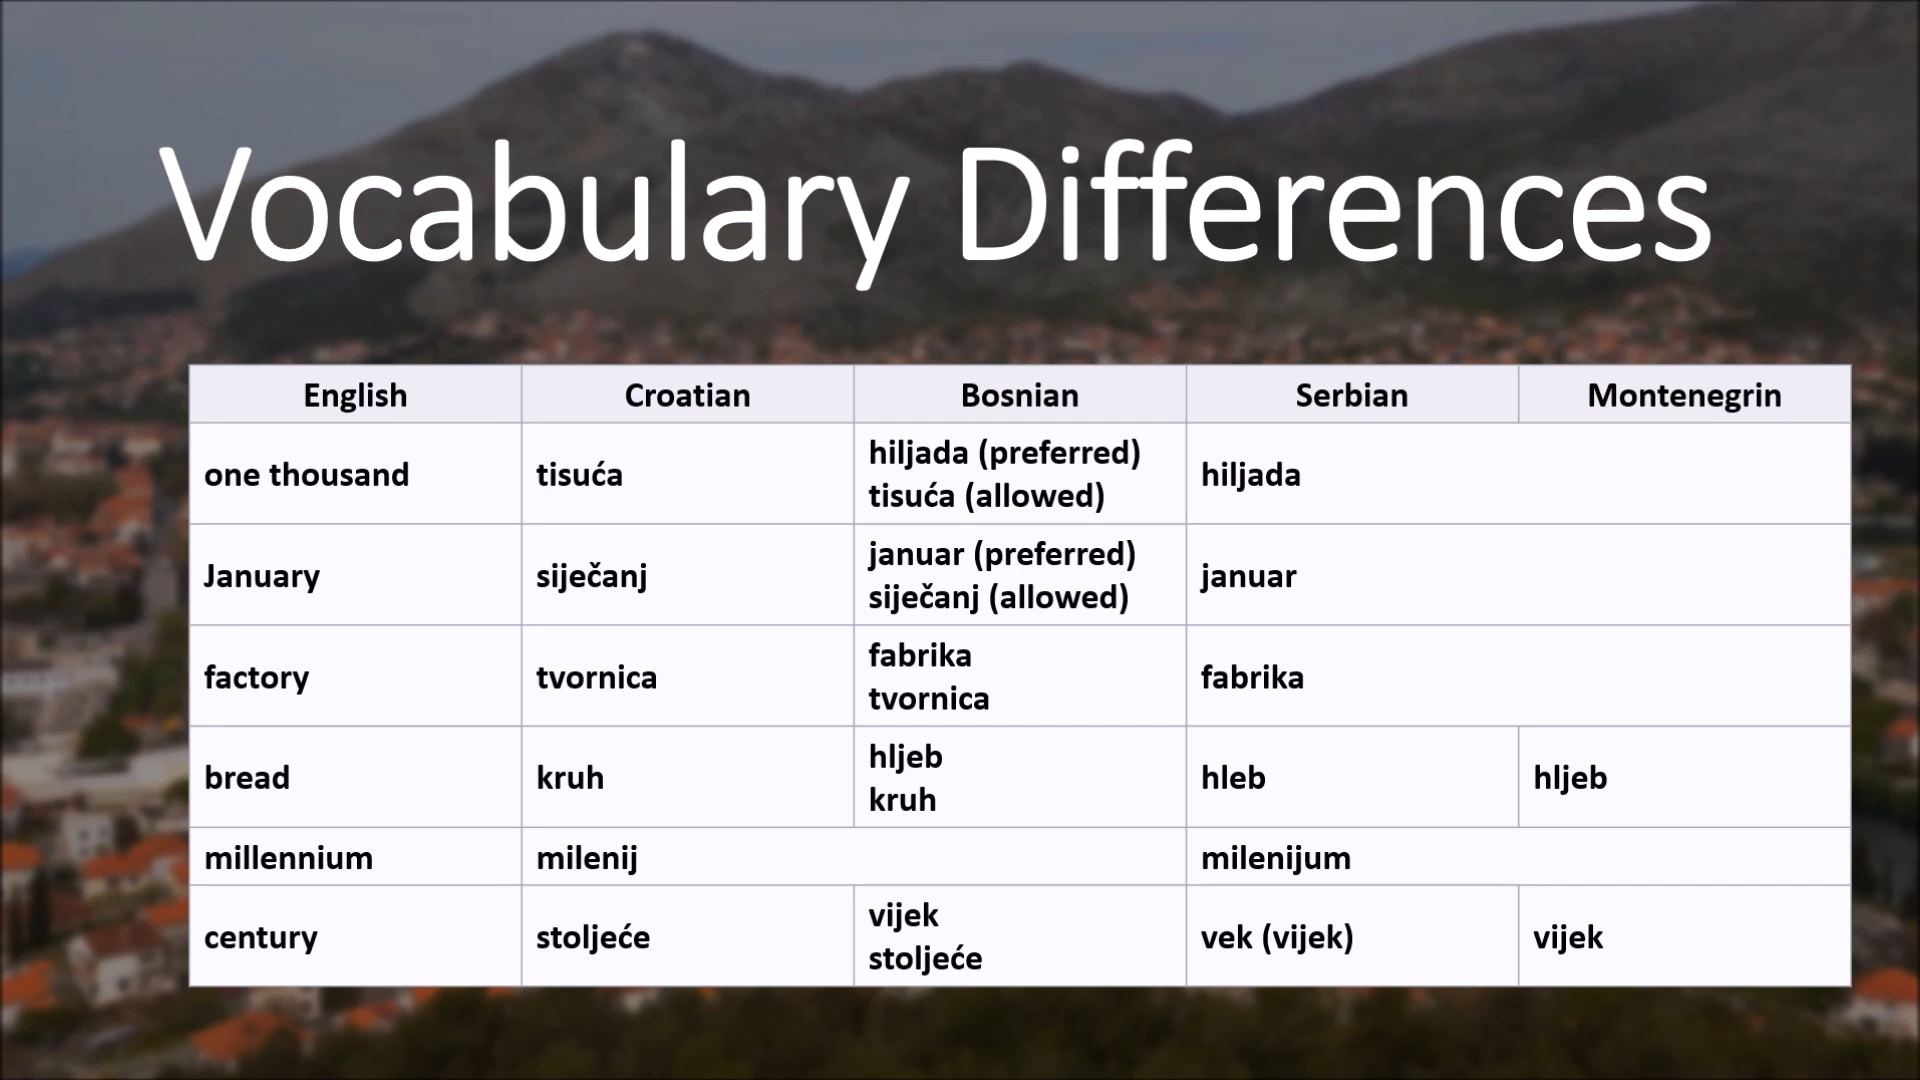 Vocabulary Differences
English Croatian Bosnian Serbian Montenegrin
one thousand tisuća hiljada (preferred) hiljada
tisuća (allowed)
January siječanj januar (preferred) januar
siječanj (allowed)
factory tvornica fabrika fabrika
tvornica
bread kruh hljeb hleb hljeb
kruh
millennium milenij milenijum
century stoljeće vijek vek (vijek) vijek
stoljeće